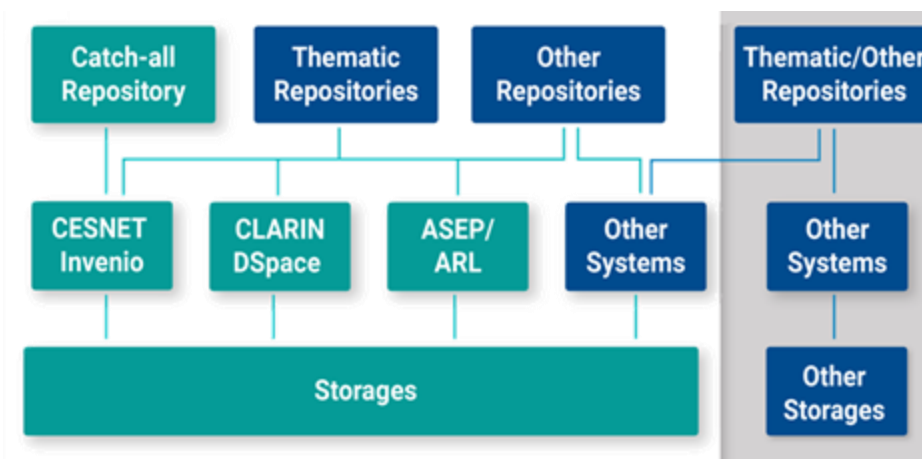 Catch-all
Repository
Thematic
Repositories
Other
Repositories
Thematic/Other
Repositories
CESNET
Invenio
CLARIN
DSpace
ASEP/
ARL
Other
Systems
Other
Systems
Storages
Other
Storages